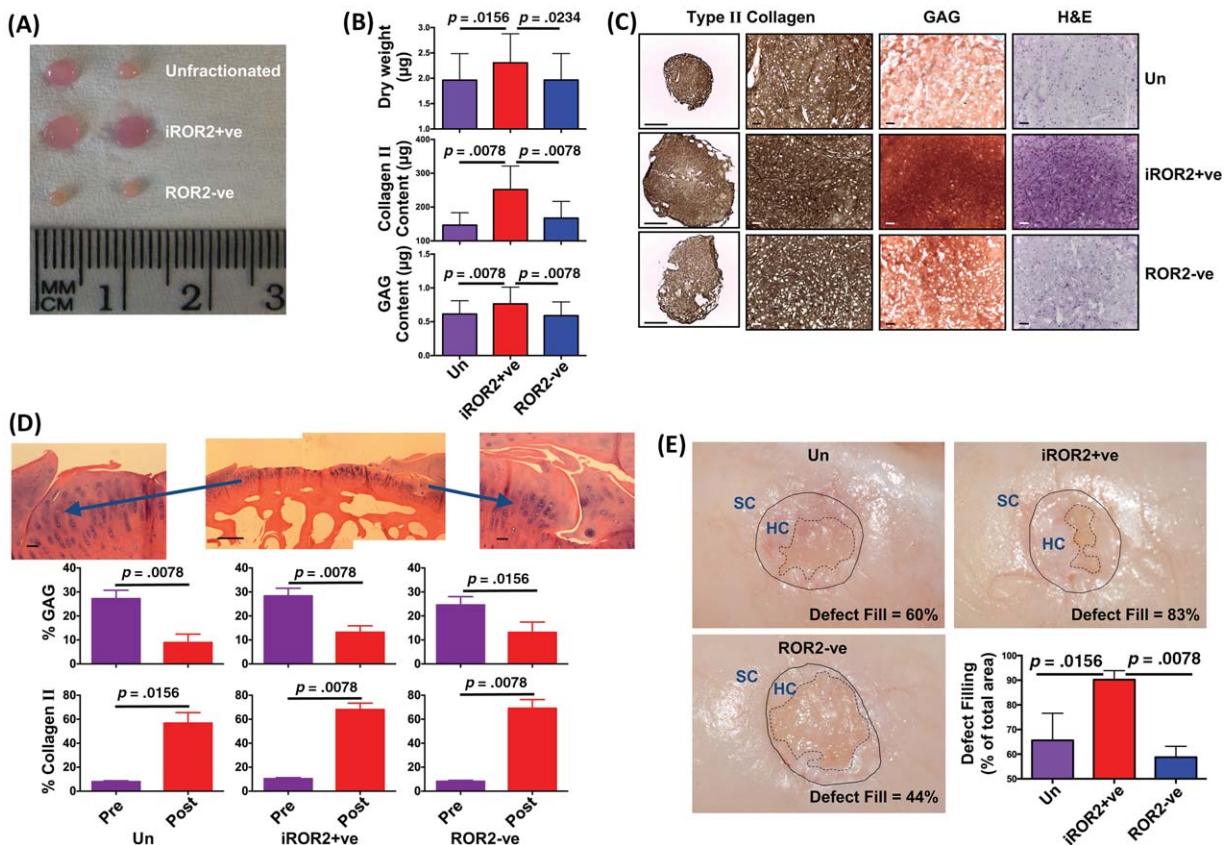 (A)
Unfractionated
iROR2+ve
ROR2-ve
MM
CM
1
2
3
(B)
p = .0156 p = .0234
Dry weight
(µg)
3.0
2.5
2.0
1.5
1.0
p = .0078 p = .0078
Collagen II
Content (µg)
400
300
200
100
p = .0078 p = .0078
GAG
Content (µg)
1.5
1.0
0.5
0.0
Un
iROR2+ve
ROR2-ve
(C)
Type II Collagen GAG H&E
Un
iROR2+ve
ROR2-ve
(D)
% GAG
40
30
20
10
0
p = .0078
p = .0078
p = .0156
% Collagen II
80
60
40
20
0
p = .0156
p = .0078
p = .0078
Pre Post Pre Post Pre Post
Un iROR2+ve ROR2-ve
(E)
Un
SC
HC
Defect Fill = 60%
iROR2+ve
SC
HC
Defect Fill = 83%
ROR2-ve
SC
HC
Defect Fill = 44%
p = .0156 p = .0078
Defect Filling
(% of total area)
100
90
80
70
60
50
Un
iROR2+ve
ROR2-ve